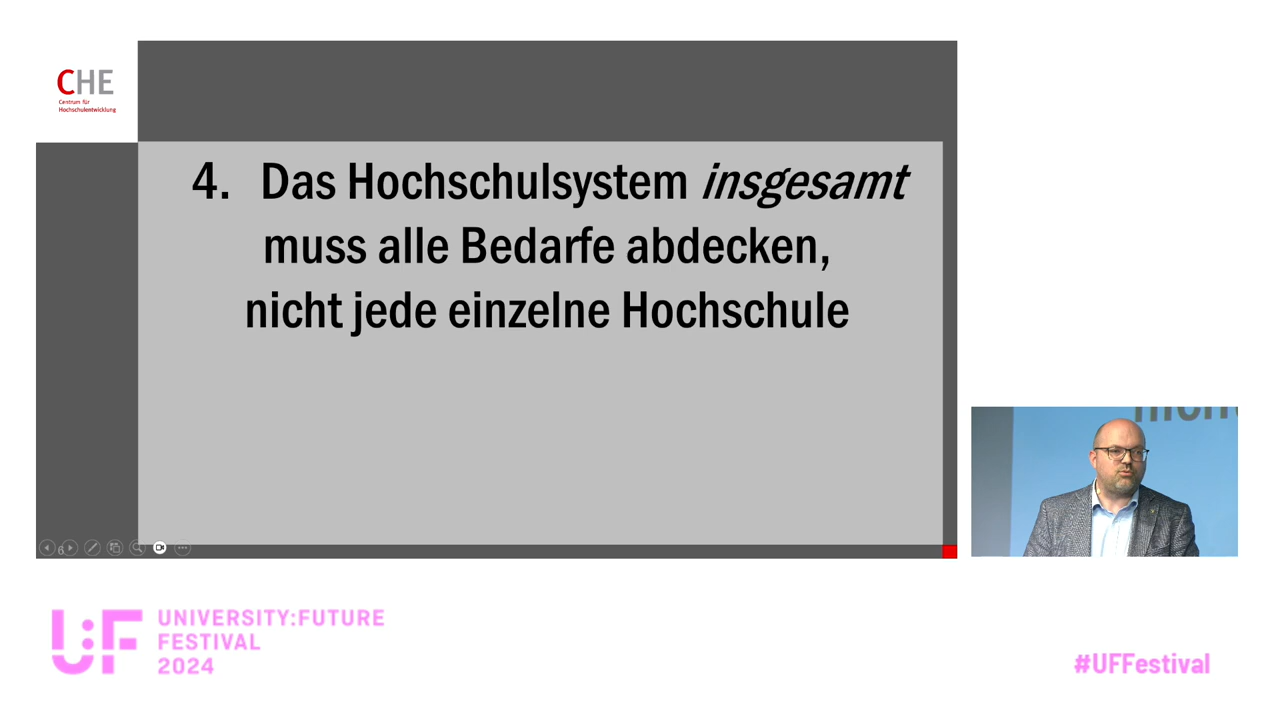 CHE
Centrum für
Hochschulentwicklung
4. Das Hochschulsystem insgesamt
muss alle Bedarfe abdecken,
nicht jede einzelne Hochschule
6
U:F
UNIVERSITY:FUTURE
FESTIVAL
2024
#UFFestival